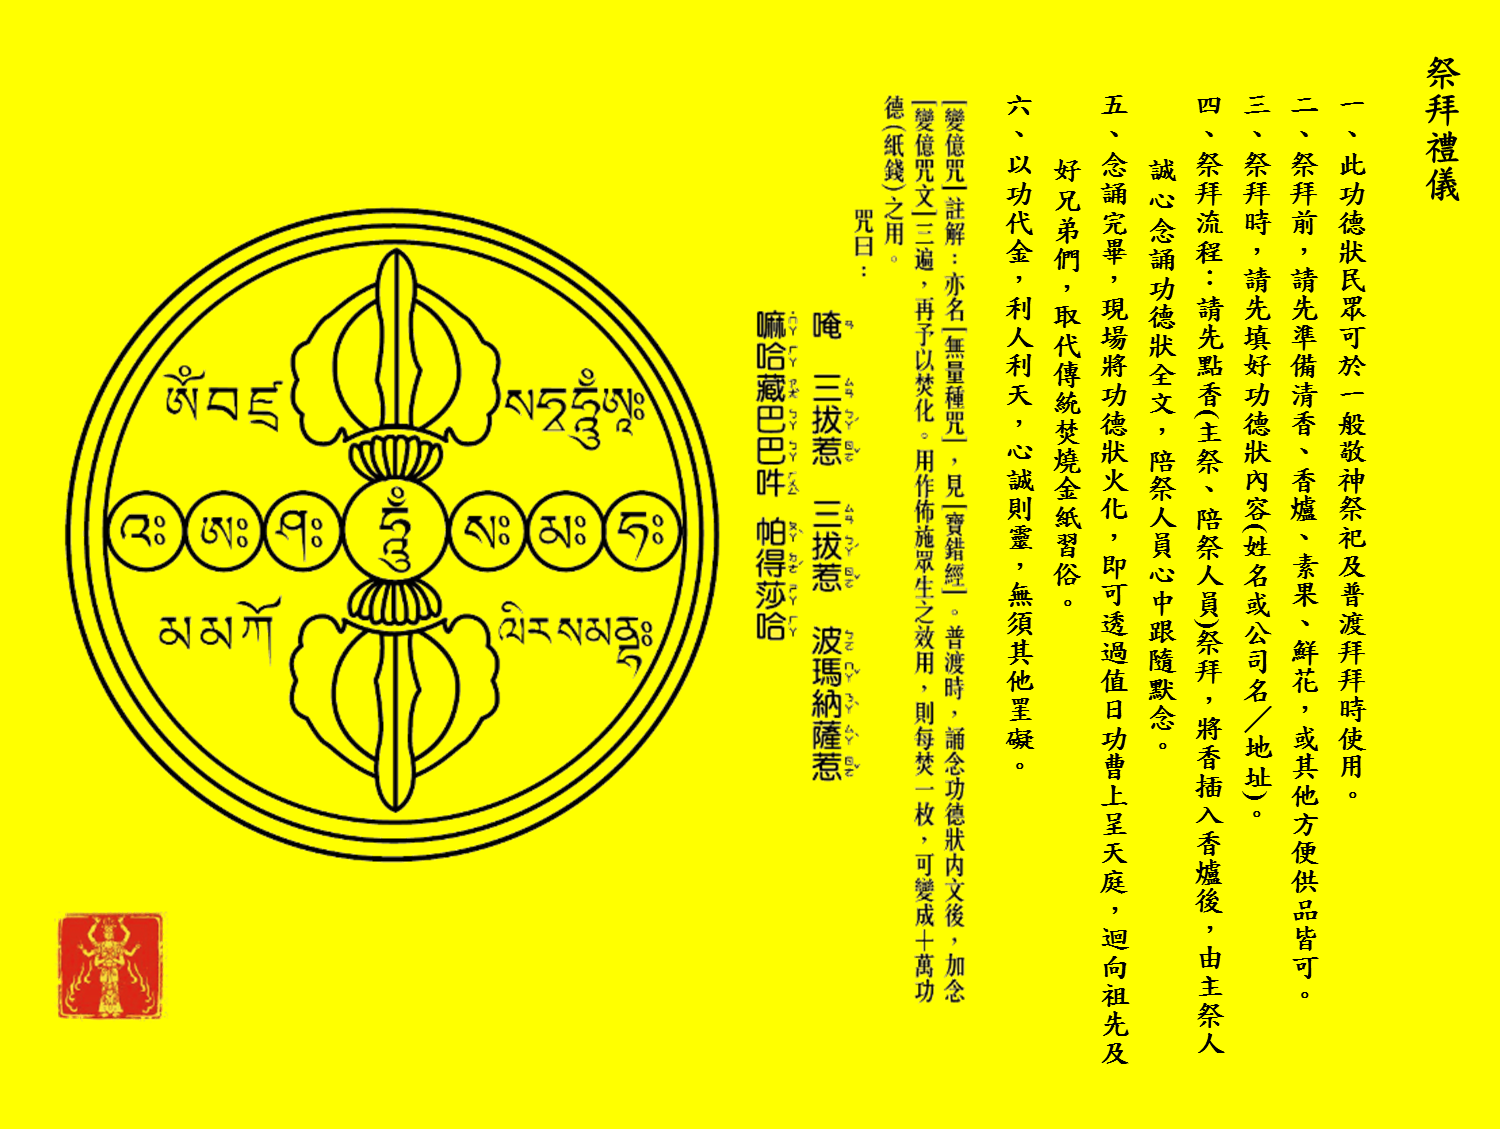 祭拜禮儀
一、此功德狀民眾可於一般敬神祭祀及普渡拜拜時使用。
二、祭拜前，請先準備清香、香爐、素果、鮮花，或其他方便供品皆可。
三、祭拜時，請先填好功德狀內容(姓名或公司名／地址)。
四、祭拜流程：請先點香(主祭、陪祭人員)祭拜，將香插入香爐後，由主祭人
誠心念誦功德狀全文，陪祭人員心中跟隨默念。
五、念誦完畢，現場將功德狀火化，即可透過值日功曹上呈天庭，迴向祖先及
好兄弟們，取代傳統焚燒金紙習俗。
六、以功代金，利人利天，心誠則靈，無須其他罣礙。
[變億咒]註解：亦名[無量種咒]，見[寶錯經]。普渡時，誦念功德狀內文後，加念
[變億咒文]三遍，再予以焚化。用作佈施眾生之效用，則每焚一枚，可變成十萬功
德(紙錢)之用。
咒曰：
唵 三拔惹 三拔惹 波瑪納薩惹
嘛哈藏巴巴吽 帕得莎哈
ཨོཾ་བཛྲ
སཏྭ་ཧཱུྃ་ཨཱཿ
འཿ ཨཿ ཤཿ ཧཱུྃ སཿ མཿ ཧཿ
མ མ ཀོ
ལིང་སམནྟཿ